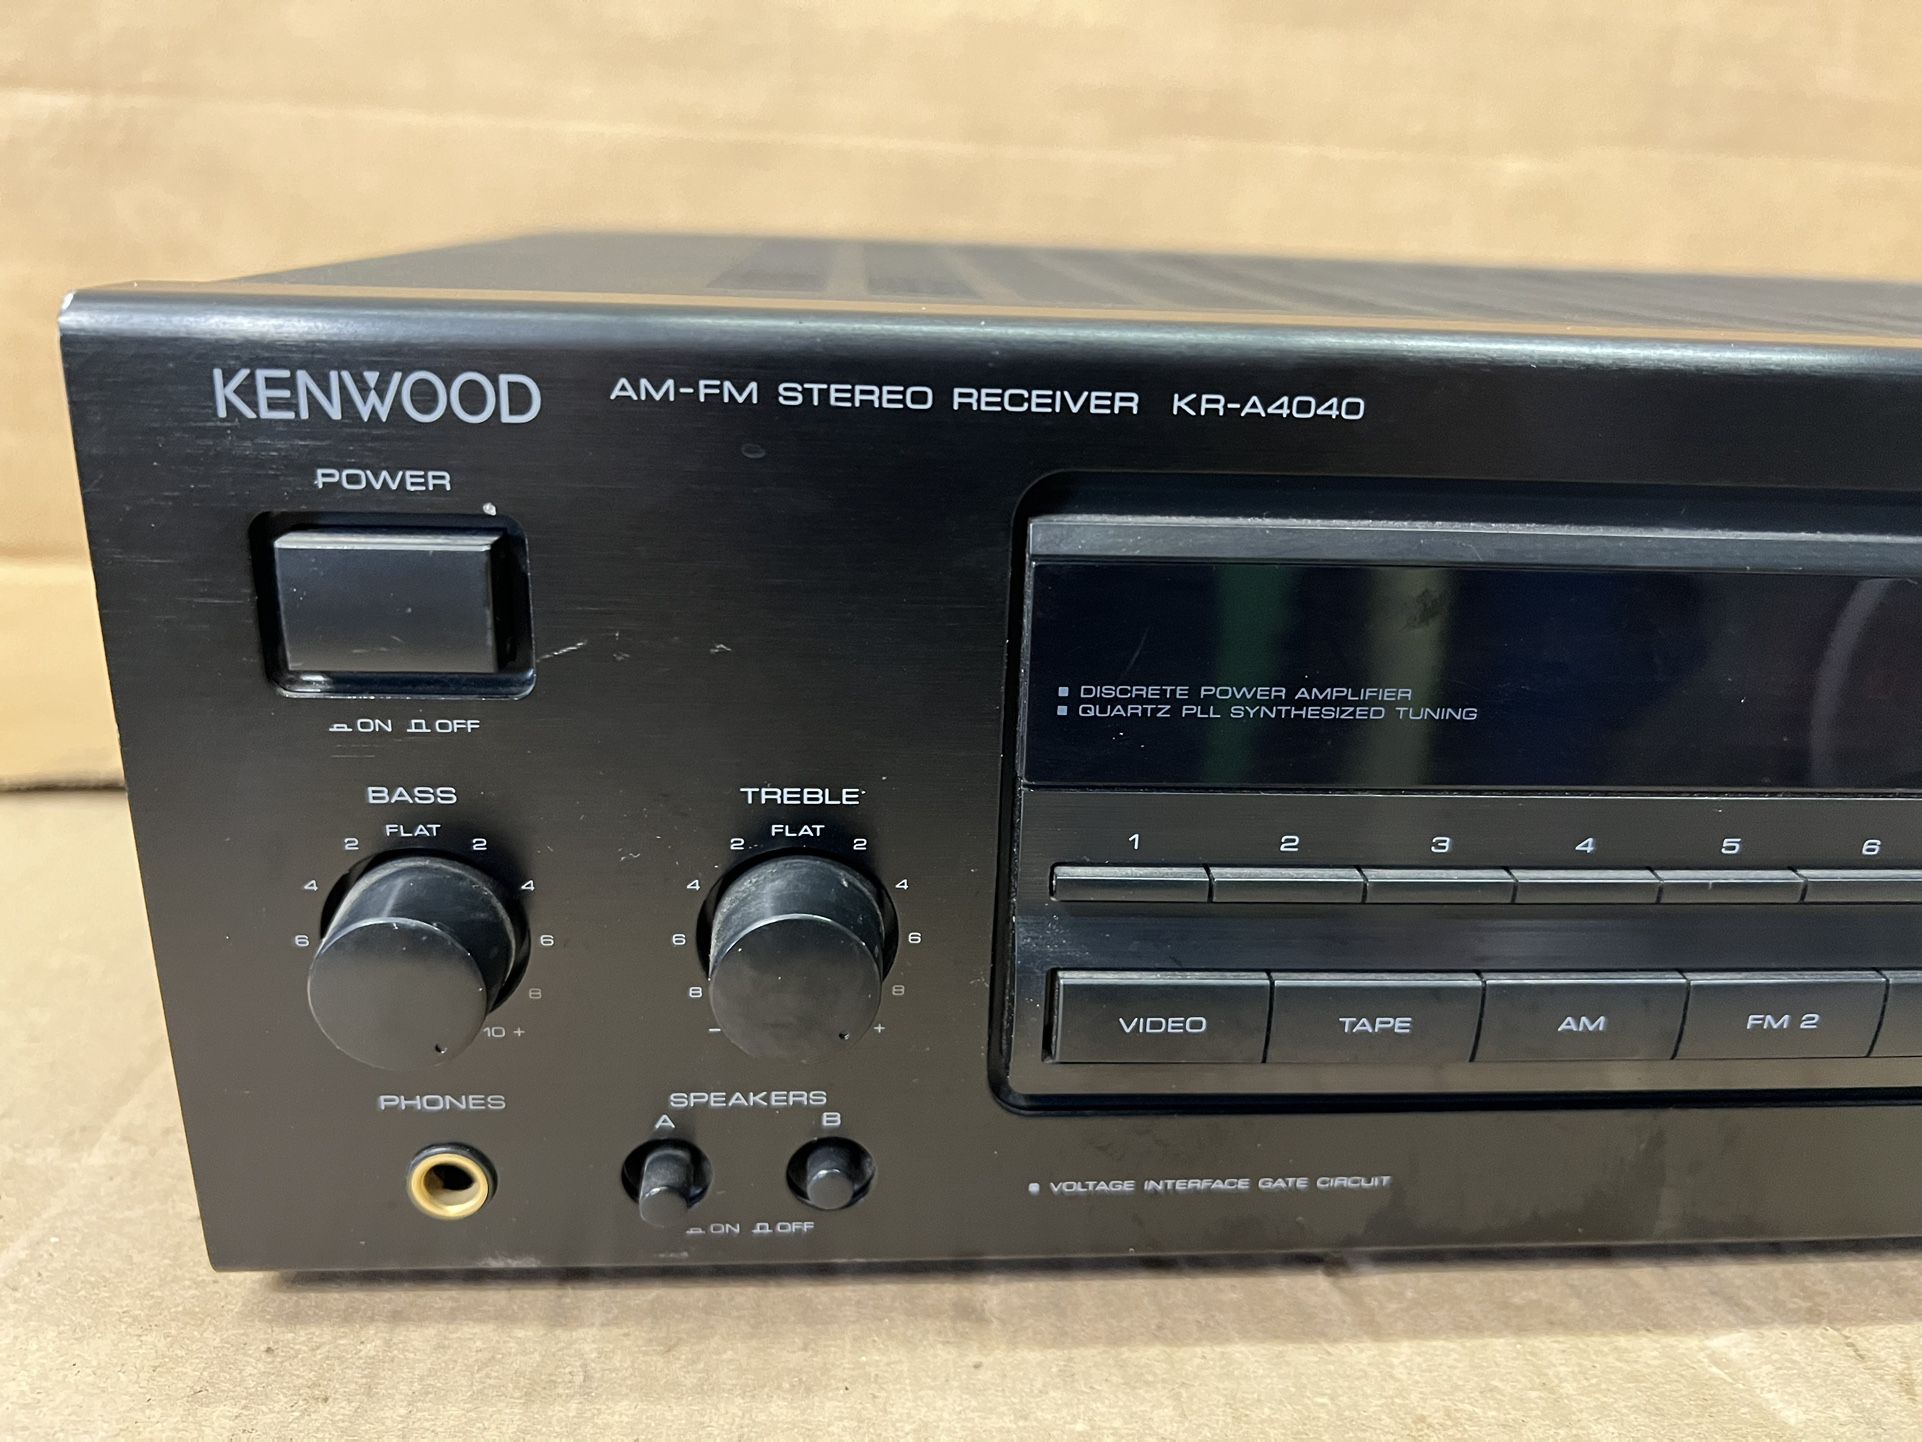 KENWOOD AM-FM STEREO RECEIVER KR-A4040
POWER
ON OFF
DISCRETE POWER AMPLIFIER
QUARTZ PLL SYNTHESIZED TUNING
BASS
FLAT
2 2
4 4
6 6
8
10 +
TREBLE
FLAT
2 2
4 4
6 6
8 8
- +
1 2 3 4 5 6
VIDEO TAPE AM FM 2
PHONES
SPEAKERS
A B
ON OFF
VOLTAGE INTERFACE GATE CIRCUIT